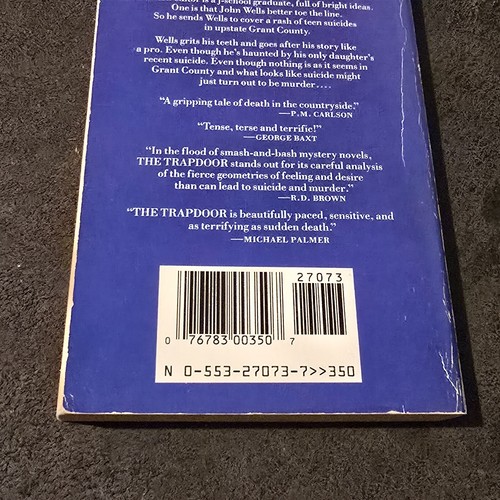 is a j-school graduate, full of bright ideas.
One is that John Wells better toe the line.
So he sends Wells to cover a rash of teen suicides
in upstate Grant County.
Wells grits his teeth and goes after his story like
a pro. Even though he's haunted by his only daughter's
recent suicide. Even though nothing is as it seems in
Grant County and what looks like suicide might
just turn out to be murder....
"A gripping tale of death in the countryside."
—P.M. CARLSON
"Tense, terse and terrific!"
—GEORGE BAXT
"In the flood of smash-and-bash mystery novels,
THE TRAPDOOR stands out for its careful analysis
of the fierce geometries of feeling and desire
than can lead to suicide and murder."
—R.D. BROWN
"THE TRAPDOOR is beautifully paced, sensitive, and
as terrifying as sudden death."
—MICHAEL PALMER
27073
0 76783 00350 7
N 0-553-27073-7>>350